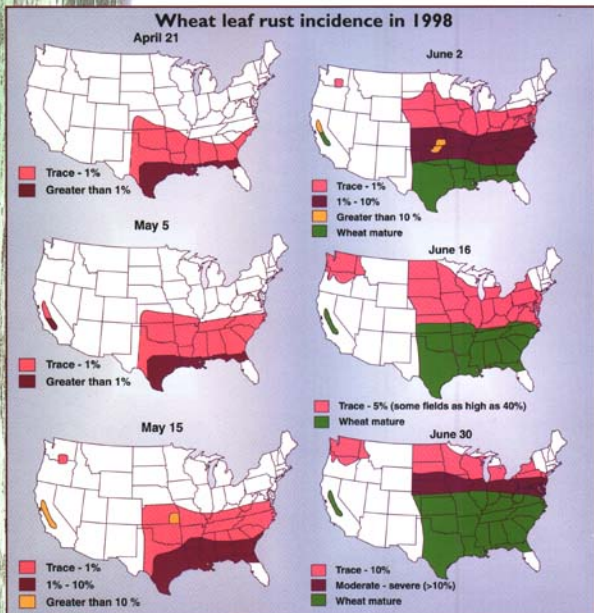 Wheat leaf rust incidence in 1998
April 21
Trace - 1%
Greater than 1%
May 5
Trace - 1%
Greater than 1%
May 15
Trace - 1%
1% - 10%
Greater than 10 %
June 2
Trace - 1%
1% - 10%
Greater than 10 %
Wheat mature
June 16
Trace - 5% (some fields as high as 40%)
Wheat mature
June 30
Trace - 10%
Moderate - severe (>10%)
Wheat mature